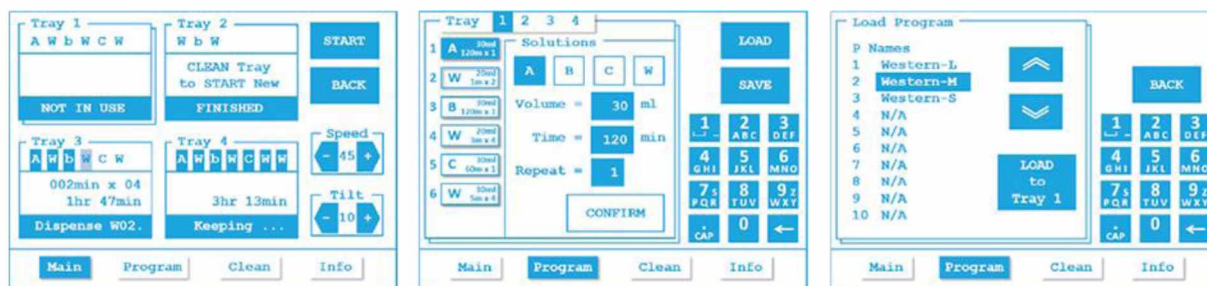 Tray 1
A W b W C W
NOT IN USE
Tray 2
W b W
CLEAN Tray
to START New
FINISHED
START
BACK
Tray 3
A W b W C W
002min x 04
1hr 47min
Dispense W02.
Tray 4
A W b W C W W
3hr 13min
Keeping ...
Speed
- 45 +
Tilt
- 10 +
Main Program Clean Info
Tray 1 2 3 4
1 A 30ml 120m x 1
2 W 20ml 5m x 2
3 B 30ml 120m x 1
4 W 20ml 5m x 4
5 C 30ml 60m x 1
6 W 30ml 5m x 4
Solutions
A B C W
Volume = 30 ml
Time = 120 min
Repeat = 1
CONFIRM
LOAD
SAVE
1 2 ABC 3 DEF
4 GHI 5 JKL 6 MNO
7s PQR 8 TUV 9z WXY
. CAP 0 ←
Main Program Clean Info
Load Program
P Names
1 Western-L
2 Western-M
3 Western-S
4 N/A
5 N/A
6 N/A
7 N/A
8 N/A
9 N/A
10 N/A
LOAD
to
Tray 1
BACK
1 2 ABC 3 DEF
4 GHI 5 JKL 6 MNO
7s PQR 8 TUV 9z WXY
. CAP 0 ←
Main Program Clean Info